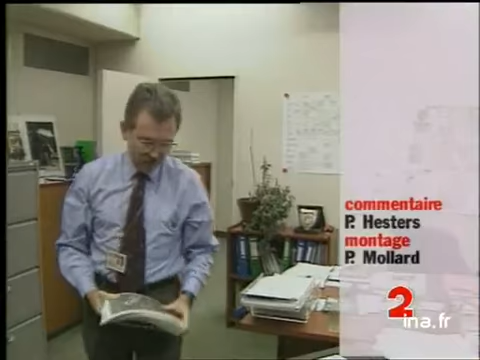 commentaire
P. Hesters
montage
P. Mollard
2
ina.fr